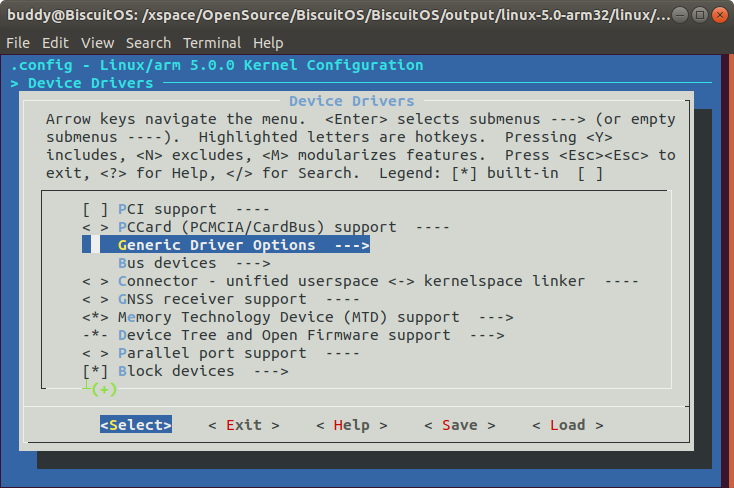 buddy@BiscuitOS: /xspace/OpenSource/BiscuitOS/BiscuitOS/output/linux-5.0-arm32/linux/...
File Edit View Search Terminal Help
.config - Linux/arm 5.0.0 Kernel Configuration
> Device Drivers
Device Drivers
Arrow keys navigate the menu.  <Enter> selects submenus ---> (or empty
submenus ----).  Highlighted letters are hotkeys.  Pressing <Y>
includes, <N> excludes, <M> modularizes features.  Press <Esc><Esc> to
exit, <?> for Help, </> for Search.  Legend: [*] built-in  [ ]
[ ] PCI support  ----
< > PCCard (PCMCIA/CardBus) support  ----
Generic Driver Options  --->
Bus devices  --->
< > Connector - unified userspace <-> kernelspace linker  ----
< > GNSS receiver support  ----
<*> Memory Technology Device (MTD) support  --->
-*- Device Tree and Open Firmware support  --->
< > Parallel port support  ----
[*] Block devices  --->
┴(+)
<Select>    < Exit >    < Help >    < Save >    < Load >